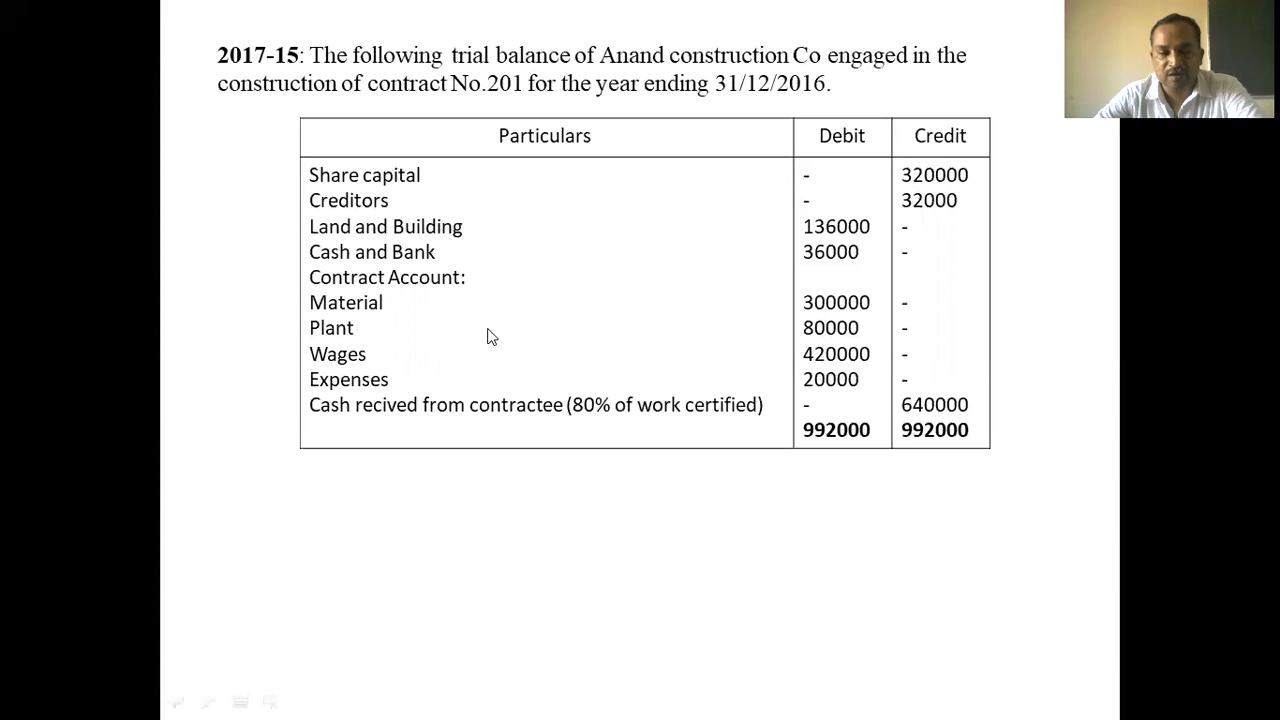 2017-15: The following trial balance of Anand construction Co engaged in the
construction of contract No.201 for the year ending 31/12/2016.
Particulars Debit Credit
Share capital - 320000
Creditors - 32000
Land and Building 136000 -
Cash and Bank 36000 -
Contract Account:
Material 300000 -
Plant 80000 -
Wages 420000 -
Expenses 20000 -
Cash recived from contractee (80% of work certified) - 640000
992000 992000